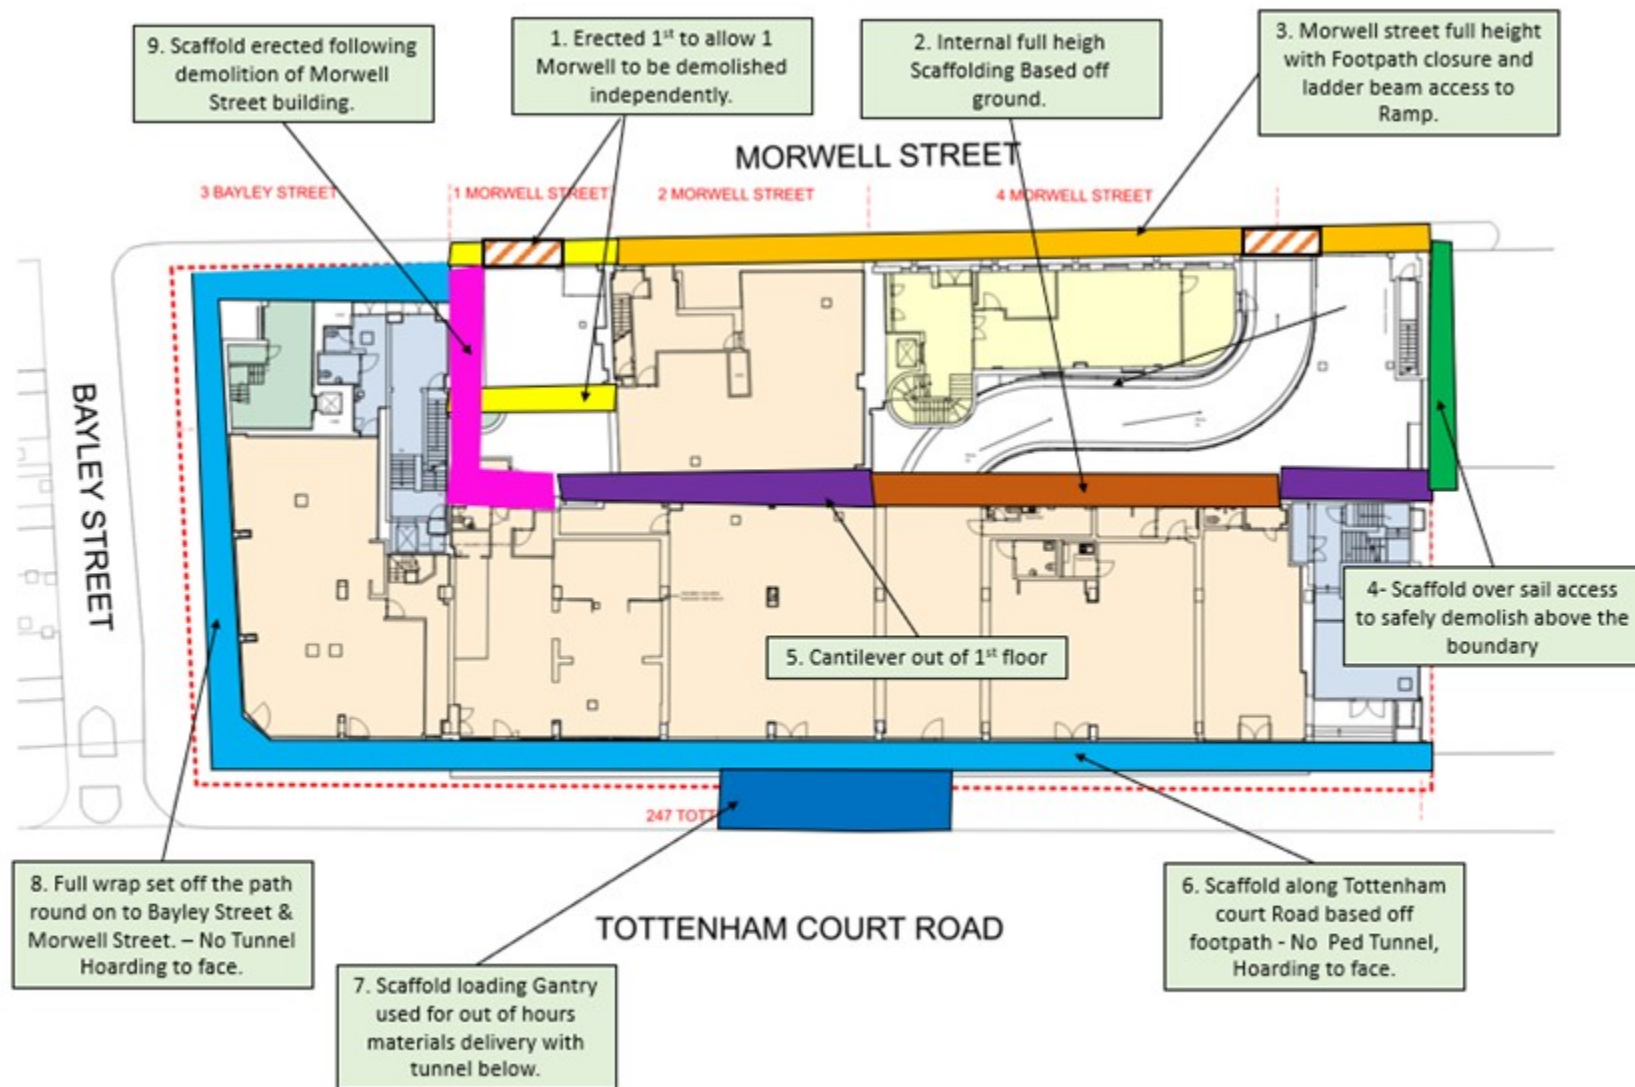 9. Scaffold erected following
demolition of Morwell
Street building.
1. Erected 1st to allow 1
Morwell to be demolished
independently.
2. Internal full heigh
Scaffolding Based off
ground.
3. Morwell street full height
with Footpath closure and
ladder beam access to
Ramp.
MORWELL STREET
3 BAYLEY STREET
1 MORWELL STREET
2 MORWELL STREET
4 MORWELL STREET
BAYLEY STREET
4- Scaffold over sail access
to safely demolish above the
boundary
5. Cantilever out of 1st floor
247 TOTT
8. Full wrap set off the path
round on to Bayley Street &
Morwell Street. – No Tunnel
Hoarding to face.
6. Scaffold along Tottenham
court Road based off
footpath - No Ped Tunnel,
Hoarding to face.
TOTTENHAM COURT ROAD
7. Scaffold loading Gantry
used for out of hours
materials delivery with
tunnel below.